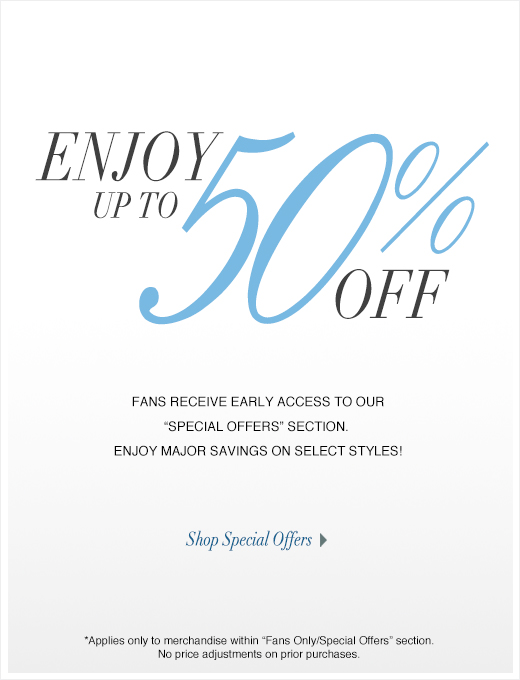 ENJOY
UP TO
50%
OFF
FANS RECEIVE EARLY ACCESS TO OUR
“SPECIAL OFFERS” SECTION.
ENJOY MAJOR SAVINGS ON SELECT STYLES!
Shop Special Offers
*Applies only to merchandise within “Fans Only/Special Offers” section.
No price adjustments on prior purchases.